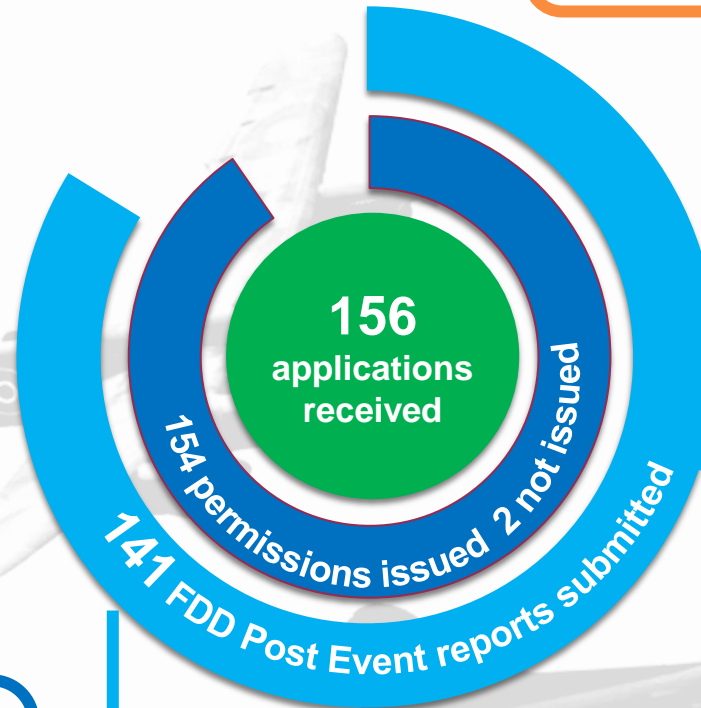 156
applications
received
154 permissions issued 2 not issued
141 FDD Post Event reports submitted